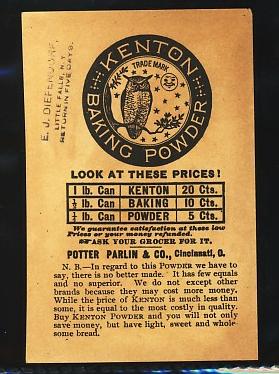 E. J. DIEFENDORF,
LITTLE FALLS, N.Y.
RETURN IN FIVE DAYS.
KENTON
TRADE MARK
BAKING POWDER
LOOK AT THESE PRICES!
1 lb. Can KENTON 20 Cts.
½ lb. Can BAKING 10 Cts.
¼ lb. Can POWDER 5 Cts.
We guarantee satisfaction at these low
Prices or your money refunded.
☞ASK YOUR GROCER FOR IT.
POTTER PARLIN & CO., Cincinnati, O.
N. B.—In regard to this POWDER we have to
say, there is no better made. It has few equals
and no superior. We do not except other
brands because they may cost more money.
While the price of KENTON is much less than
some, it is equal to the most costly in quality.
Buy KENTON POWDER and you will not only
save money, but have light, sweet and whole-
some bread.